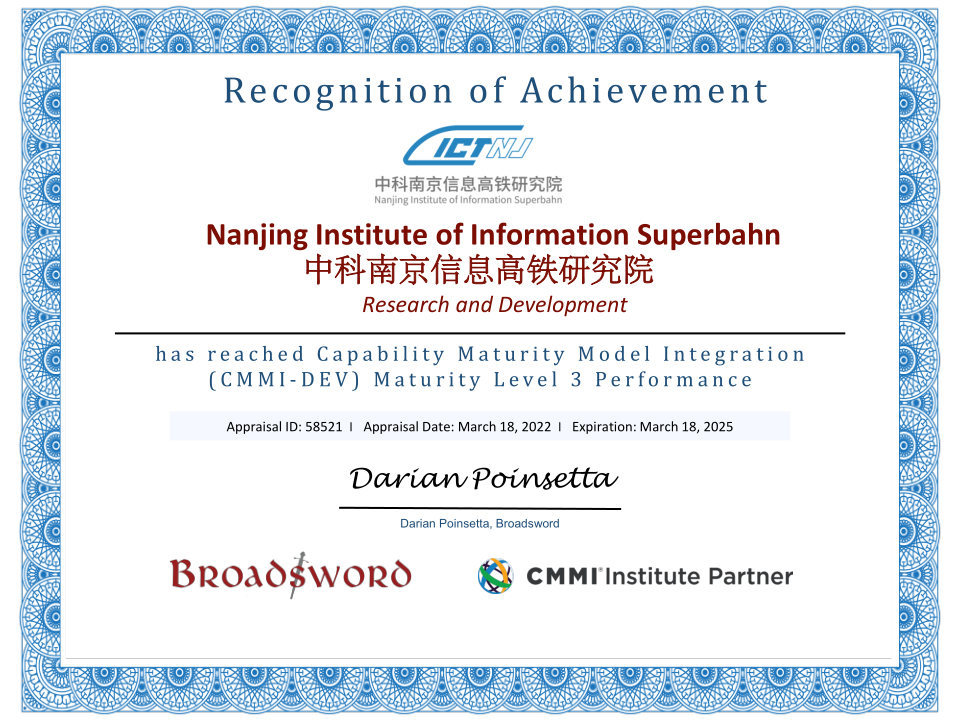 Recognition of Achievement
ICTNJ
中科南京信息高铁研究院
Nanjing Institute of Information Superbahn
Nanjing Institute of Information Superbahn
中科南京信息高铁研究院
Research and Development
has reached Capability Maturity Model Integration
(CMMI-DEV) Maturity Level 3 Performance
Appraisal ID: 58521 I Appraisal Date: March 18, 2022 I Expiration: March 18, 2025
Darian Poinsetta
Darian Poinsetta, Broadsword
BROADSWORD
CMMI® Institute Partner